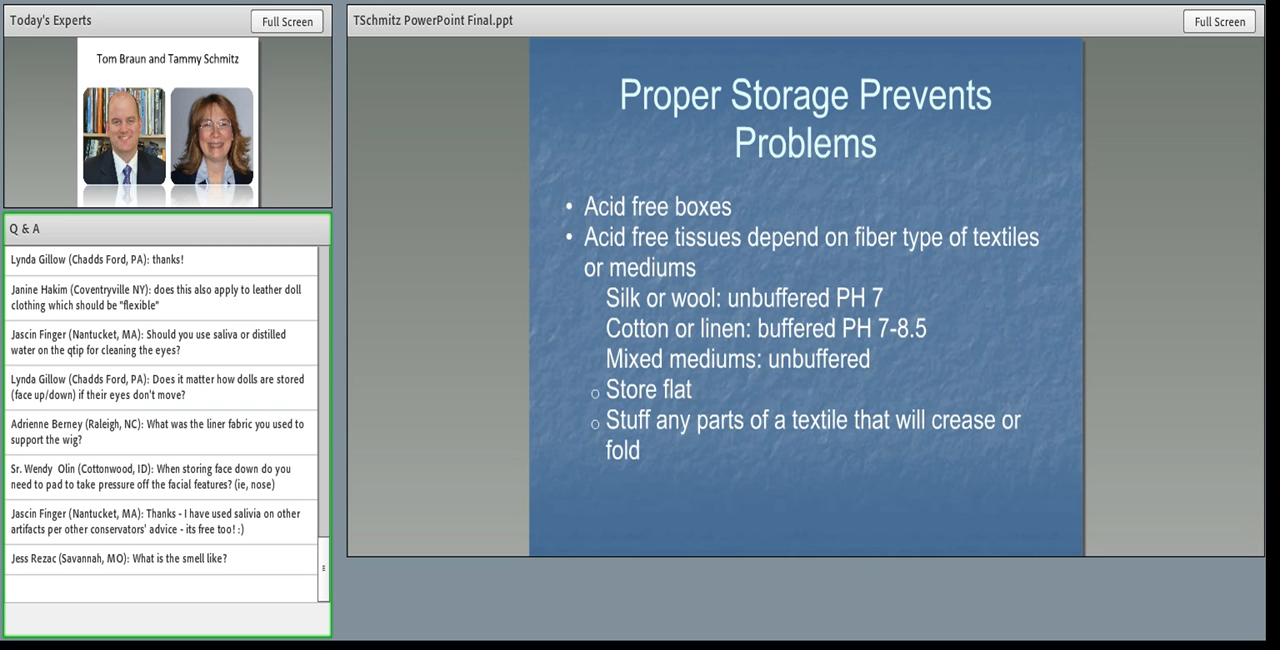 Today's Experts
Full Screen
Tom Braun and Tammy Schmitz
Q & A
Lynda Gillow (Chadds Ford, PA): thanks!
Janine Hakim (Coventryville NY): does this also apply to leather doll
clothing which should be "flexible"
Jascin Finger (Nantucket, MA): Should you use saliva or distilled
water on the qtip for cleaning the eyes?
Lynda Gillow (Chadds Ford, PA): Does it matter how dolls are stored
(face up/down) if their eyes don't move?
Adrienne Berney (Raleigh, NC): What was the liner fabric you used to
support the wig?
Sr. Wendy  Olin (Cottonwood, ID): When storing face down do you
need to pad to take pressure off the facial features? (ie, nose)
Jascin Finger (Nantucket, MA): Thanks - I have used salivia on other
artifacts per other conservators' advice - its free too! :)
Jess Rezac (Savannah, MO): What is the smell like?
TSchmitz PowerPoint Final.ppt
Full Screen
Proper Storage Prevents
Problems
• Acid free boxes
• Acid free tissues depend on fiber type of textiles
or mediums
Silk or wool: unbuffered PH 7
Cotton or linen: buffered PH 7-8.5
Mixed mediums: unbuffered
○ Store flat
○ Stuff any parts of a textile that will crease or
fold